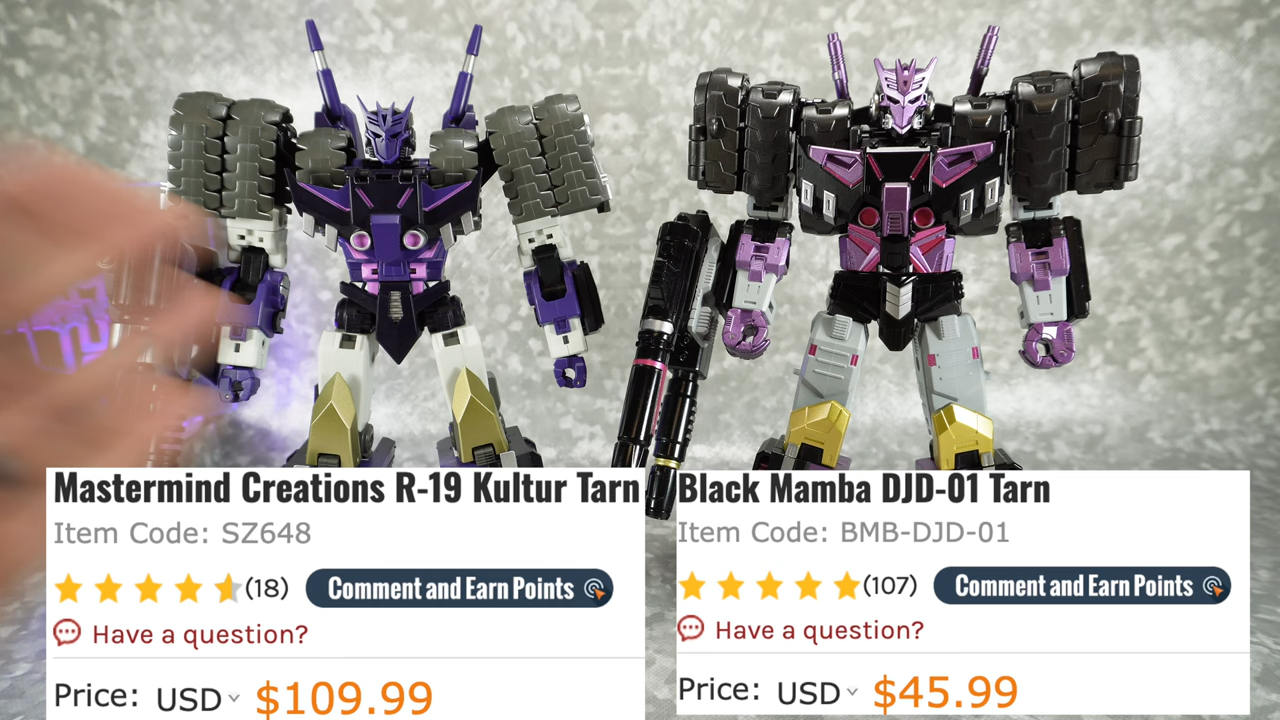 Mastermind Creations R-19 Kultur Tarn
Item Code: SZ648
(18) Comment and Earn Points
Have a question?
Price: USD $109.99
Black Mamba DJD-01 Tarn
Item Code: BMB-DJD-01
(107) Comment and Earn Points
Have a question?
Price: USD $45.99